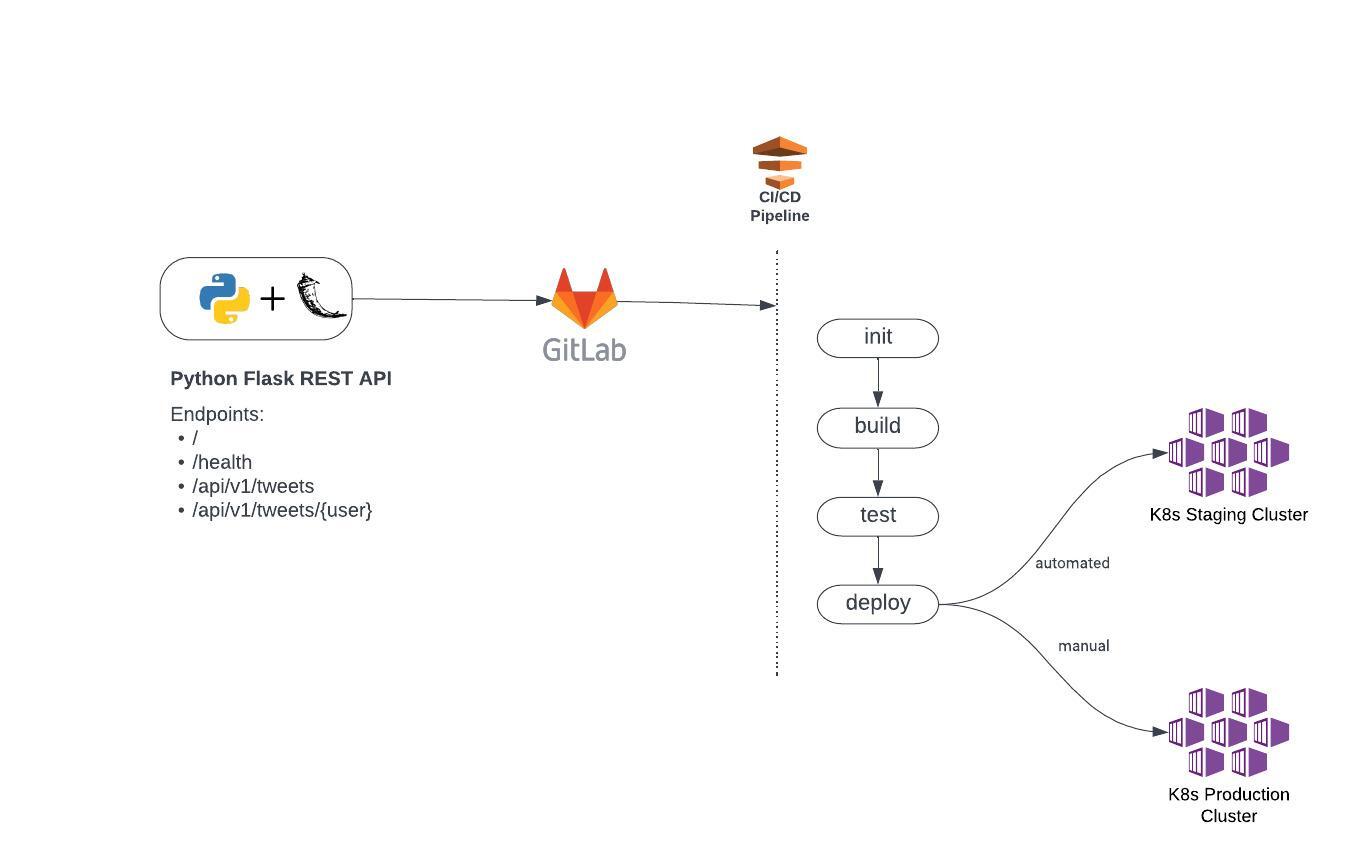 CI/CD
Pipeline
GitLab
Python Flask REST API
Endpoints:
• /
• /health
• /api/v1/tweets
• /api/v1/tweets/{user}
init
build
test
deploy
automated
manual
K8s Staging Cluster
K8s Production
Cluster